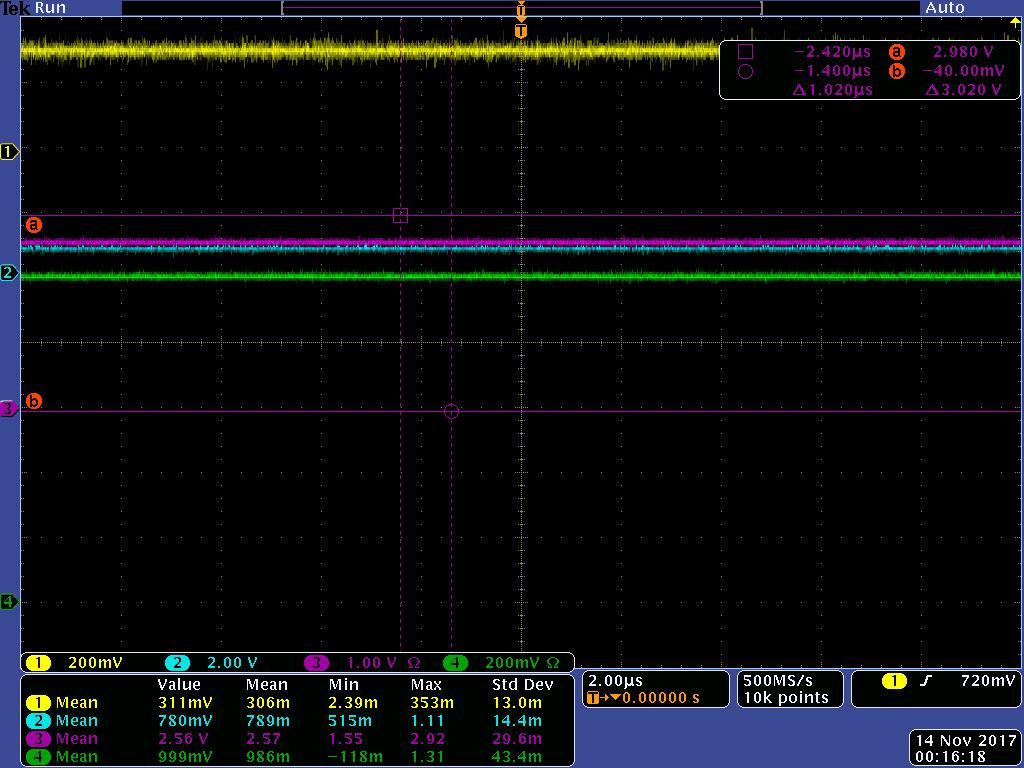 Tek Run Auto
T
T
−2.420µs a 2.980 V
−1.400µs b −40.00mV
Δ1.020µs Δ3.020 V
1
a
2
b
3
4
1 200mV 2 2.00 V 3 1.00 V Ω 4 200mV Ω
Value Mean Min Max Std Dev
1 Mean 311mV 306m 2.39m 353m 13.0m
2 Mean 780mV 789m 515m 1.11 14.4m
3 Mean 2.56 V 2.57 1.55 2.92 29.6m
4 Mean 999mV 986m −118m 1.31 43.4m
2.00µs
T→▼0.00000 s
500MS/s
10k points
1 ƒ 720mV
14 Nov 2017
00:16:18